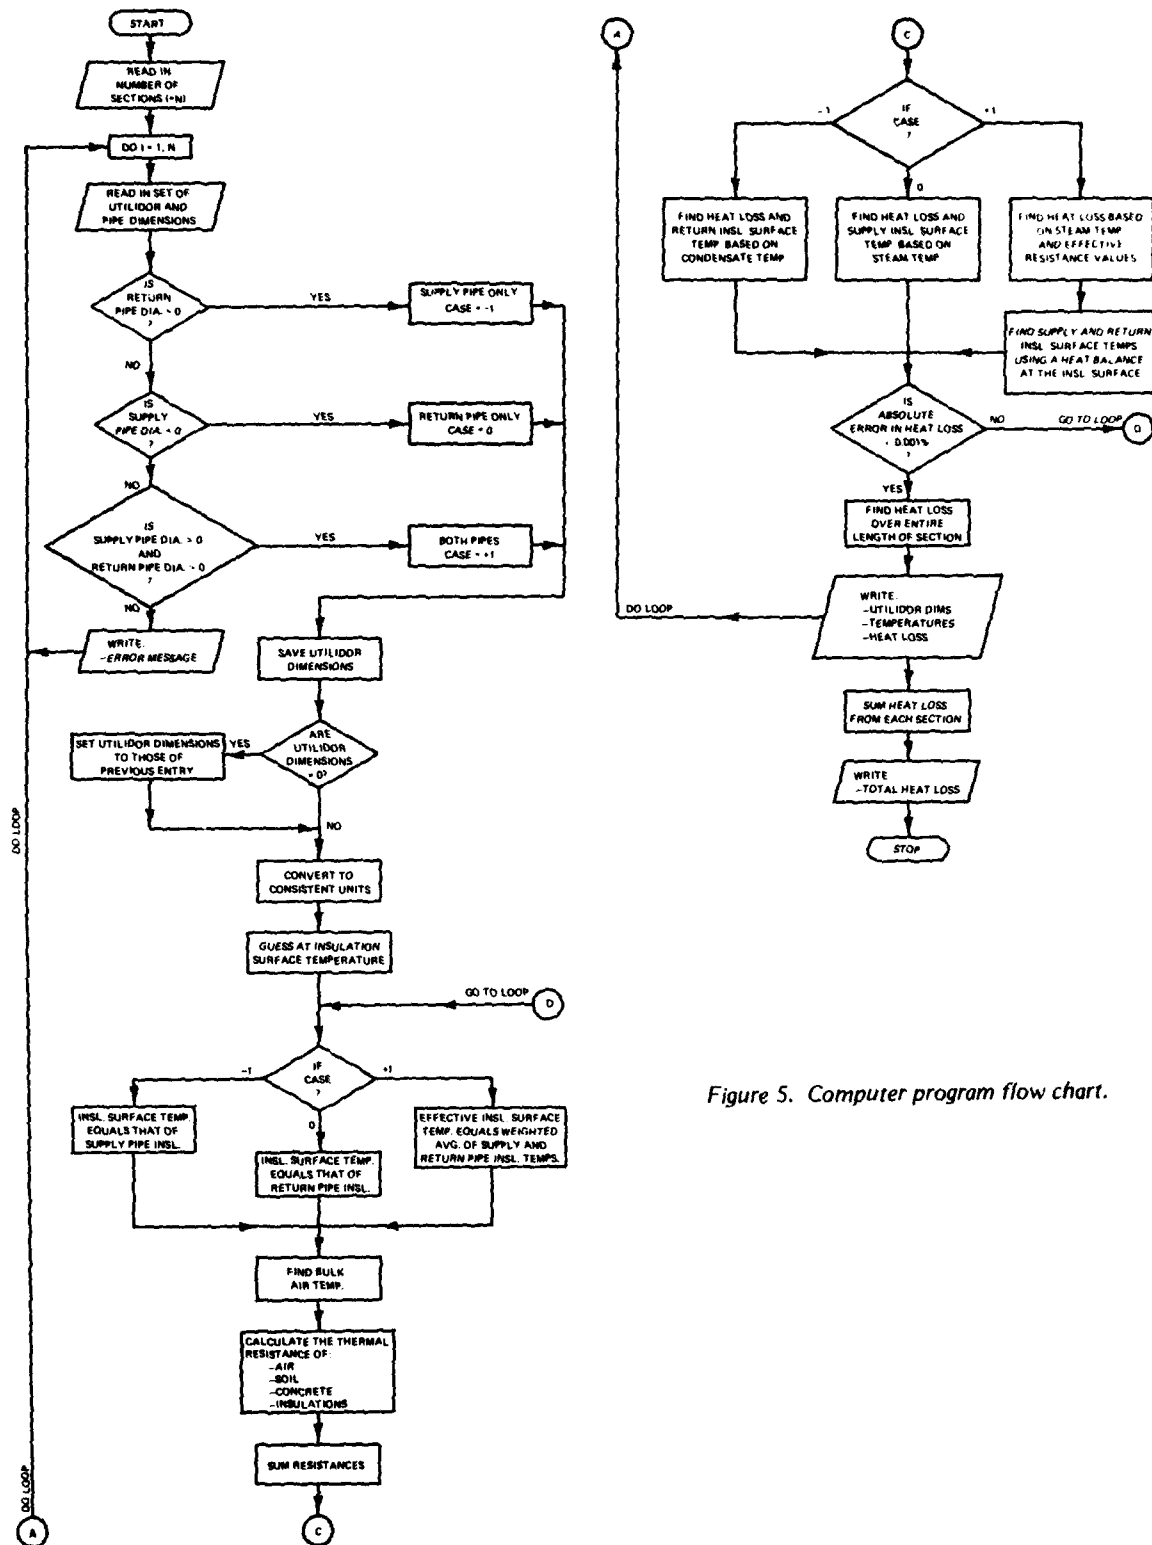 START
READ IN
NUMBER OF
SECTIONS (=N)
DO I = 1, N
READ IN SET OF
UTILIDOR AND
PIPE DIMENSIONS
IS
RETURN
PIPE DIA. = 0
?
YES
SUPPLY PIPE ONLY
CASE = -1
NO
IS
SUPPLY
PIPE DIA. = 0
?
YES
RETURN PIPE ONLY
CASE = 0
NO
IS
SUPPLY PIPE DIA. > 0
AND
RETURN PIPE DIA. > 0
?
YES
BOTH PIPES
CASE = +1
NO
WRITE:
-ERROR MESSAGE
SAVE UTILIDOR
DIMENSIONS
ARE
UTILIDOR
DIMENSIONS
= 0?
YES
SET UTILIDOR DIMENSIONS
TO THOSE OF
PREVIOUS ENTRY
NO
DO LOOP
CONVERT TO
CONSISTENT UNITS
GUESS AT INSULATION
SURFACE TEMPERATURE
GO TO LOOP
D
IF
CASE
?
-1
+1
0
INSL. SURFACE TEMP.
EQUALS THAT OF
SUPPLY PIPE INSL.
INSL. SURFACE TEMP.
EQUALS THAT OF
RETURN PIPE INSL.
EFFECTIVE INSL. SURFACE
TEMP. EQUALS WEIGHTED
AVG. OF SUPPLY AND
RETURN PIPE INSL. TEMPS.
FIND BULK
AIR TEMP.
CALCULATE THE THERMAL
RESISTANCE OF:
-AIR
-SOIL
-CONCRETE
-INSULATIONS
SUM RESISTANCES
DO LOOP
A
C
A
C
IF
CASE
?
-1
+1
0
FIND HEAT LOSS AND
RETURN INSL SURFACE
TEMP BASED ON
CONDENSATE TEMP
FIND HEAT LOSS AND
SUPPLY INSL SURFACE
TEMP BASED ON
STEAM TEMP
FIND HEAT LOSS BASED
ON STEAM TEMP
AND EFFECTIVE
RESISTANCE VALUES
FIND SUPPLY AND RETURN
INSL SURFACE TEMPS
USING A HEAT BALANCE
AT THE INSL SURFACE
IS
ABSOLUTE
ERROR IN HEAT LOSS
< 0.001%
?
NO
GO TO LOOP
D
YES
FIND HEAT LOSS
OVER ENTIRE
LENGTH OF SECTION
WRITE:
-UTILIDOR DIMS
-TEMPERATURES
-HEAT LOSS
DO LOOP
SUM HEAT LOSS
FROM EACH SECTION
WRITE
-TOTAL HEAT LOSS
STOP
Figure 5. Computer program flow chart.